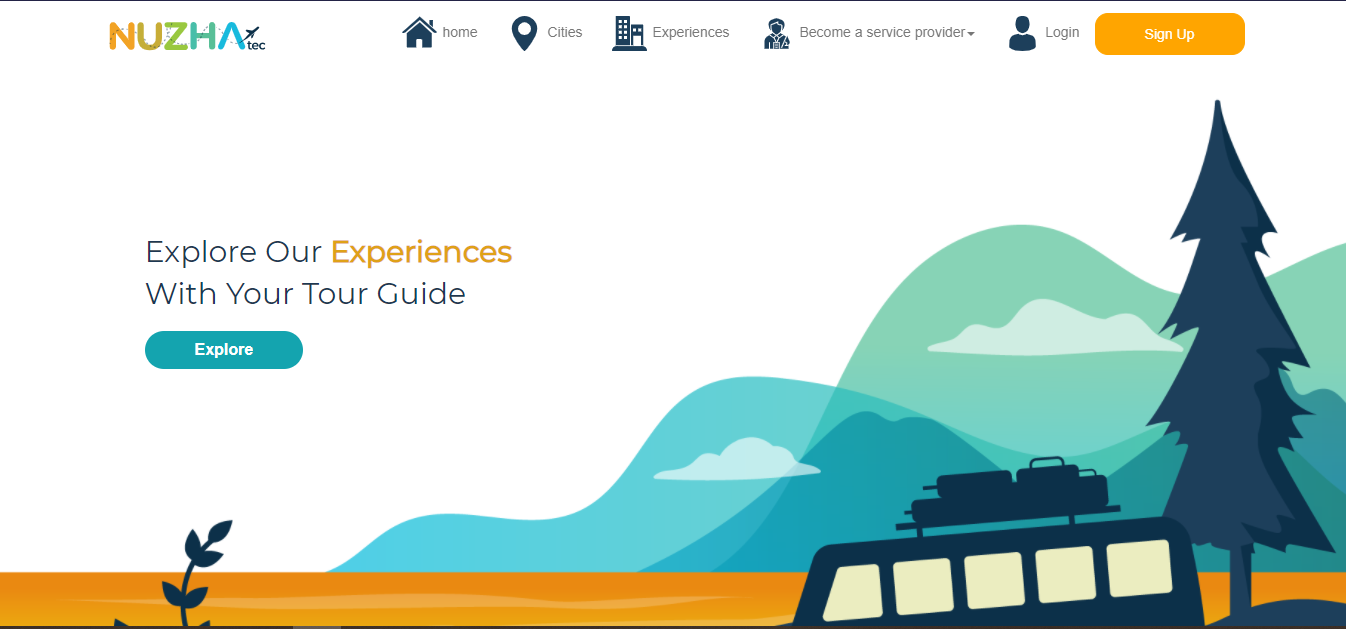 NUZHA tec
home
Cities
Experiences
Become a service provider
Login
Sign Up
Explore Our Experiences
With Your Tour Guide
Explore